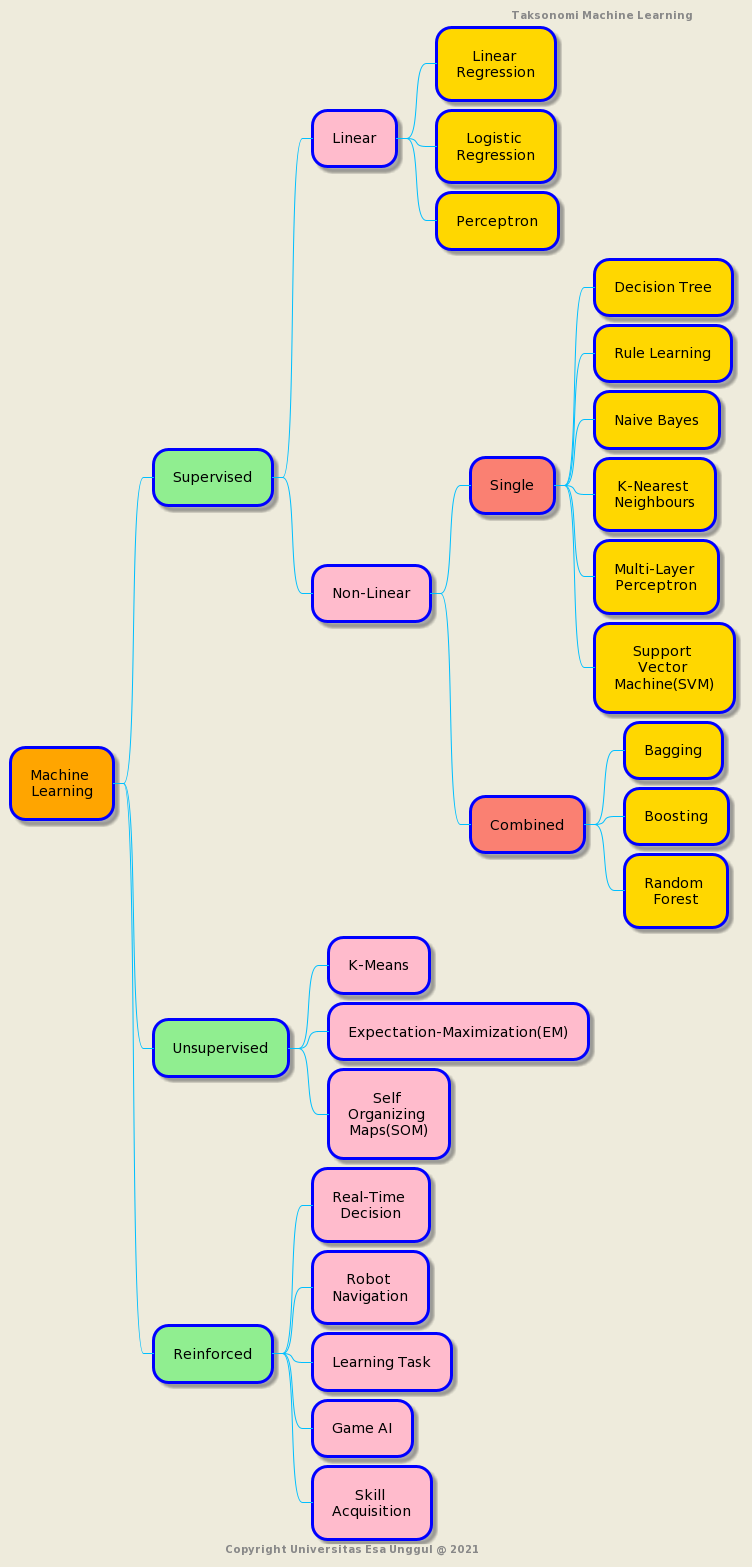 Taksonomi Machine Learning
Linear
Regression
Linear
Logistic
Regression
Perceptron
Decision Tree
Rule Learning
Naive Bayes
Supervised
Single
K-Nearest
Neighbours
Multi-Layer
Perceptron
Non-Linear
Support
Vector
Machine(SVM)
Bagging
Machine
Learning
Boosting
Combined
Random
Forest
K-Means
Expectation-Maximization(EM)
Unsupervised
Self
Organizing
Maps(SOM)
Real-Time
Decision
Robot
Navigation
Reinforced
Learning Task
Game AI
Skill
Acquisition
Copyright Universitas Esa Unggul @ 2021